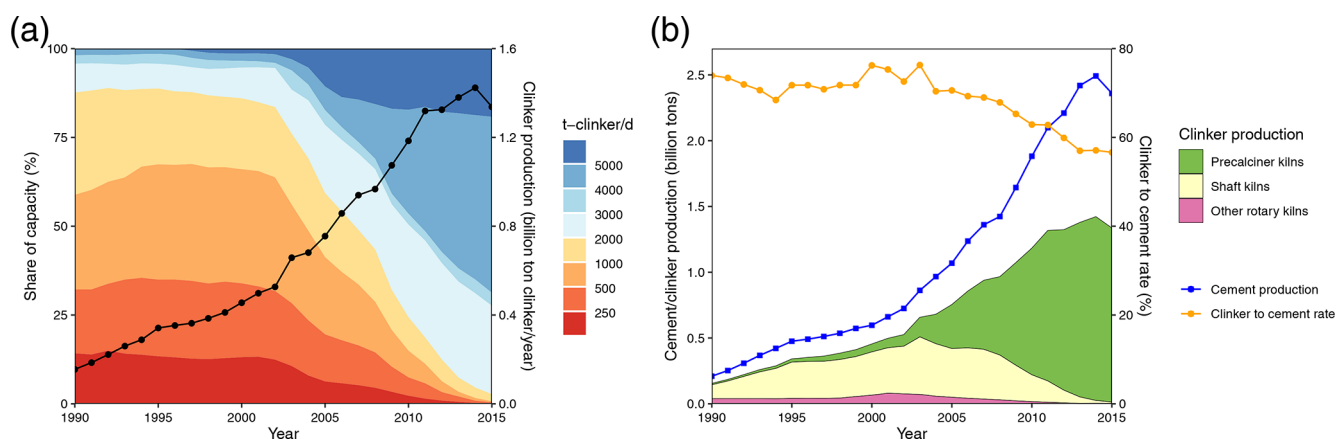 (a)
100
75
50
25
0
Share of capacity (%)
1990
1995
2000
2005
2010
2015
Year
1.6
1.2
0.8
0.4
0.0
Clinker production (billion ton clinker/year)
t−clinker/d
5000
4000
3000
2000
1000
500
250
(b)
2.5
2.0
1.5
1.0
0.5
0.0
Cement/clinker production (billion tons)
1990
1995
2000
2005
2010
2015
Year
80
60
40
20
0
Clinker to cement rate (%)
Clinker production
Precalciner kilns
Shaft kilns
Other rotary kilns
Cement production
Clinker to cement rate